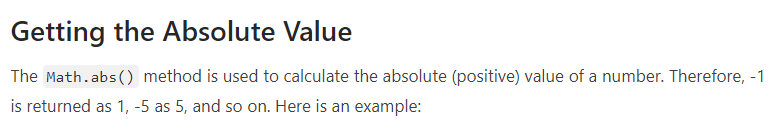 Getting the Absolute Value
The Math.abs() method is used to calculate the absolute (positive) value of a number. Therefore, -1
is returned as 1, -5 as 5, and so on. Here is an example: